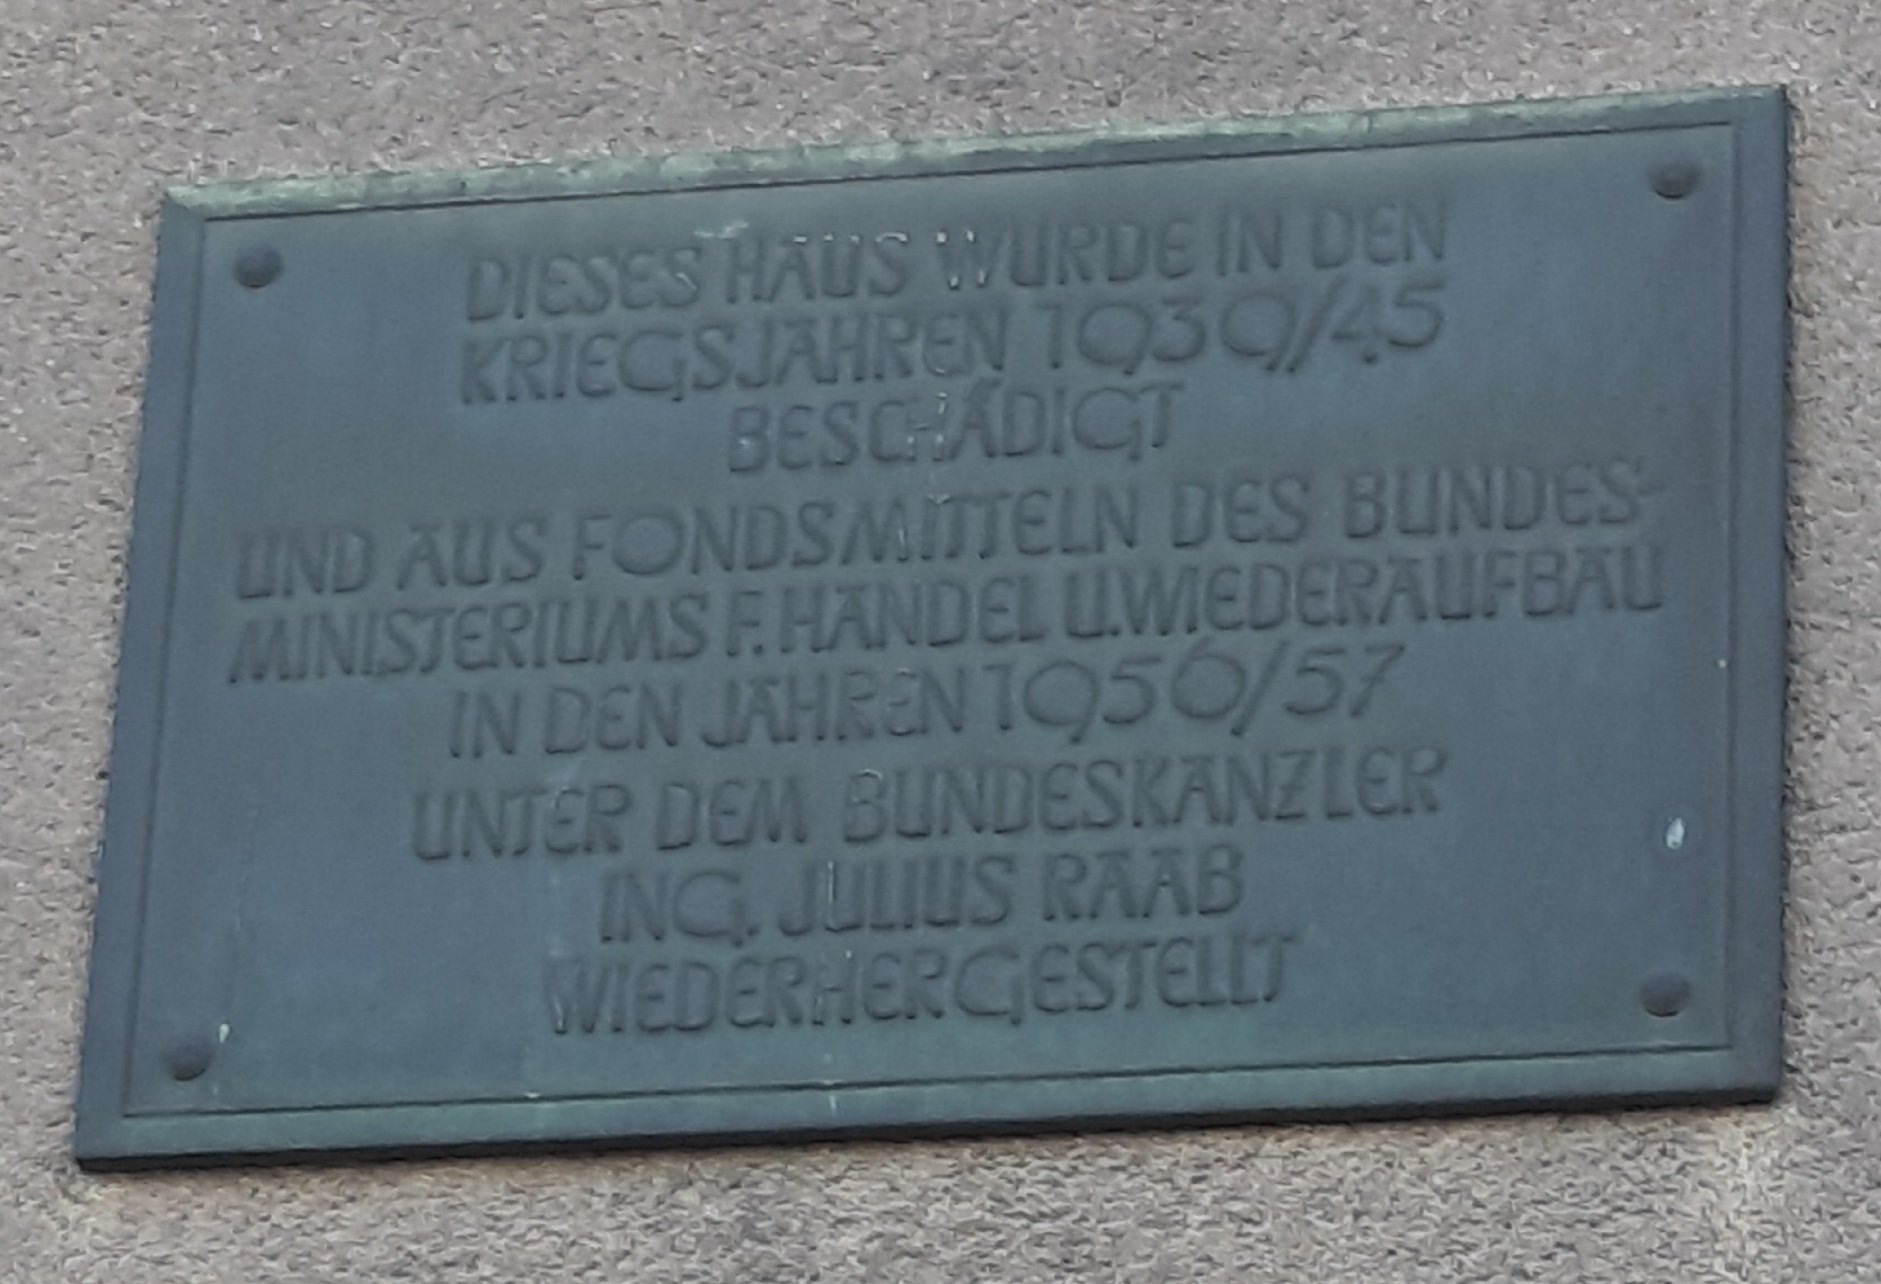 DIESES HAUS WURDE IN DEN
KRIEGSJAHREN 1939/45
BESCHÄDIGT
UND AUS FONDSMITTELN DES BUNDES-
MINISTERIUMS F. HANDEL U. WIEDERAUFBAU
IN DEN JAHREN 1956/57
UNTER DEM BUNDESKANZLER
ING. JULIUS RAAB
WIEDERHERGESTELLT